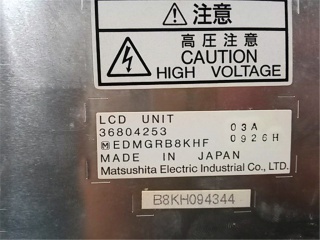 注意
高圧注意
CAUTION
HIGH VOLTAGE
LCD UNIT
36804253 03A
ⓂEDMGRB8KHF 0926H
MADE IN JAPAN
Matsushita Electric Industrial Co., LTD.
B8KH094344